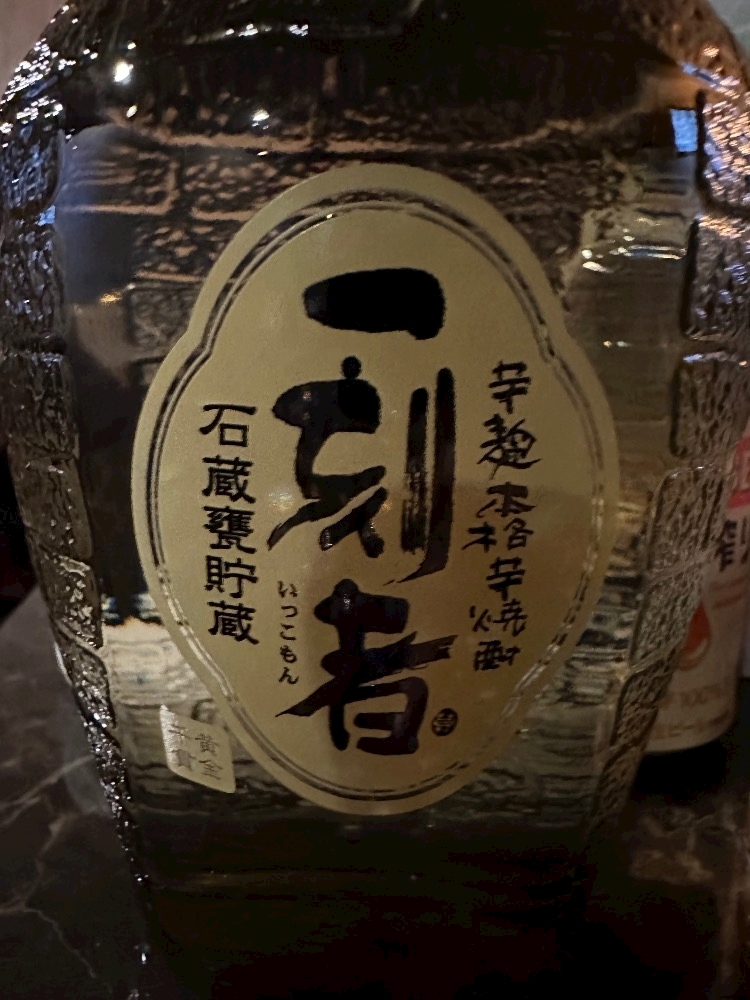 芋麹本格芋焼酎
一刻者
いっこもん
石蔵甕貯蔵
黄金
千貫
100%